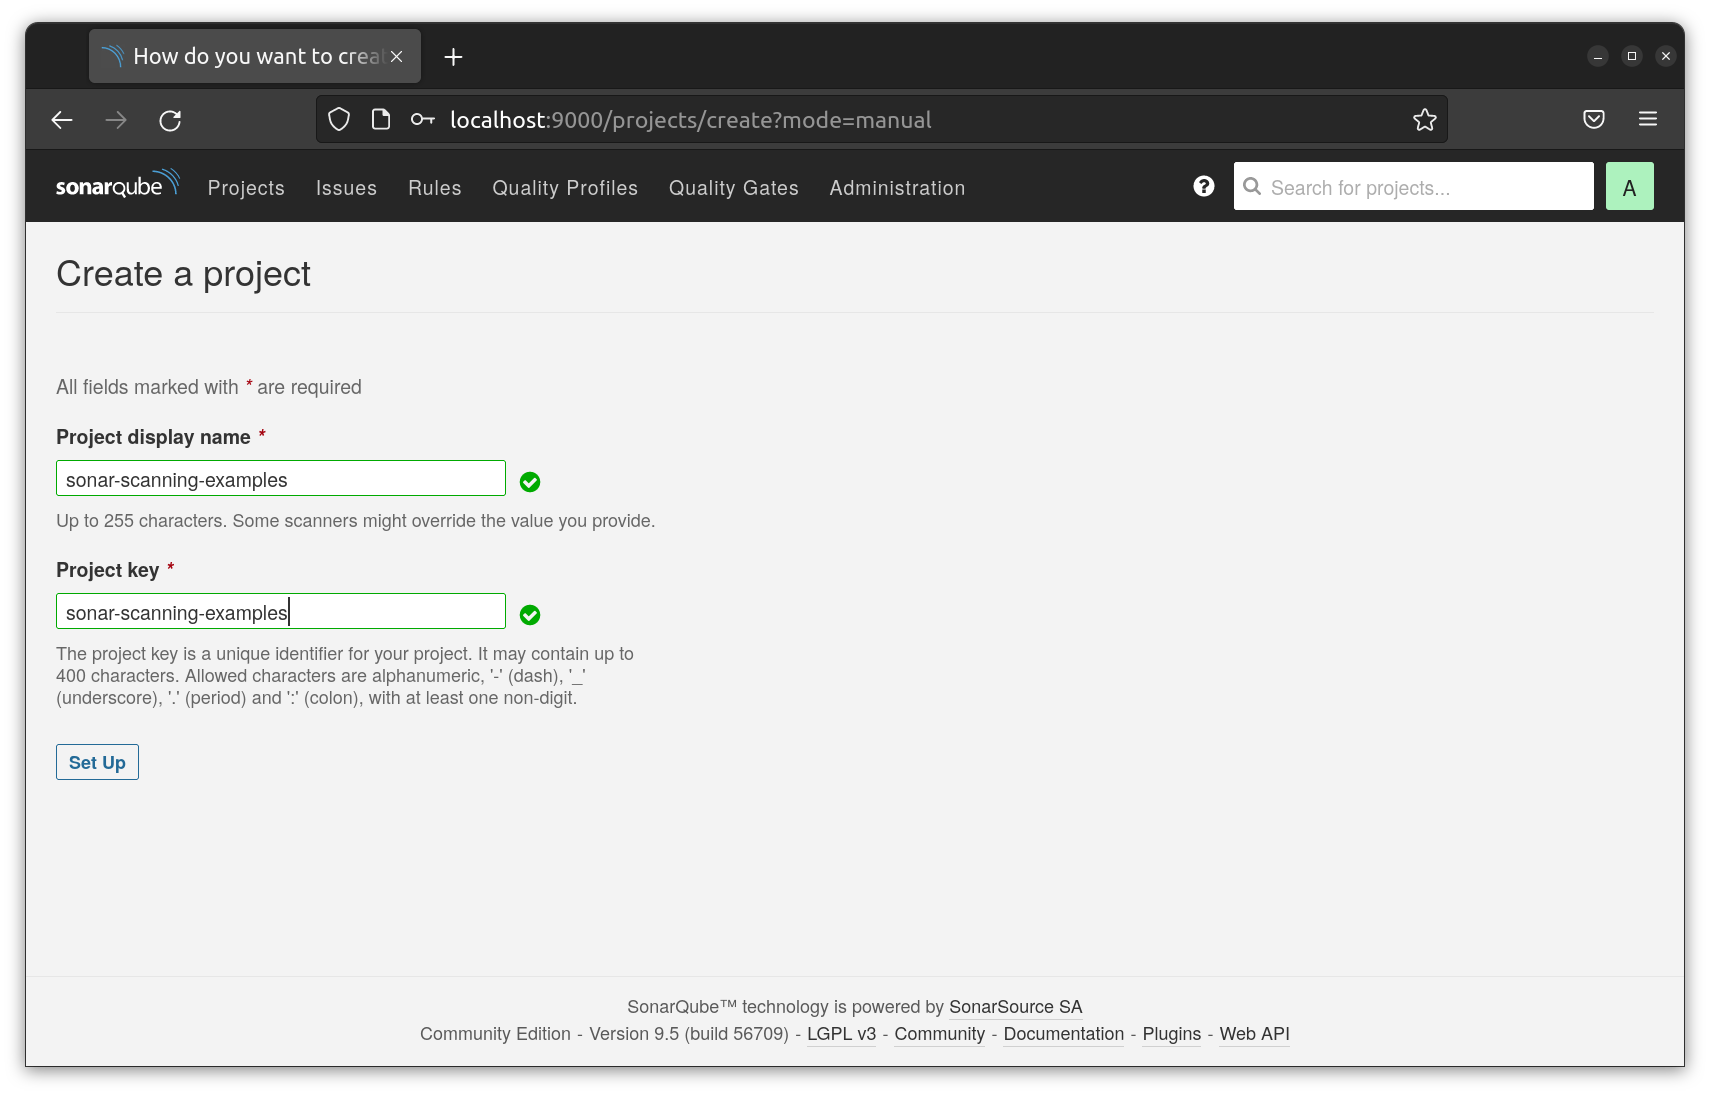 How do you want to crea
localhost:9000/projects/create?mode=manual
sonarqube Projects Issues Rules Quality Profiles Quality Gates Administration ? Search for projects... A
Create a project
All fields marked with * are required
Project display name *
sonar-scanning-examples
Up to 255 characters. Some scanners might override the value you provide.
Project key *
sonar-scanning-examples
The project key is a unique identifier for your project. It may contain up to
400 characters. Allowed characters are alphanumeric, '-' (dash), '_'
(underscore), '.' (period) and ':' (colon), with at least one non-digit.
Set Up
SonarQube™ technology is powered by SonarSource SA
Community Edition - Version 9.5 (build 56709) - LGPL v3 - Community - Documentation - Plugins - Web API